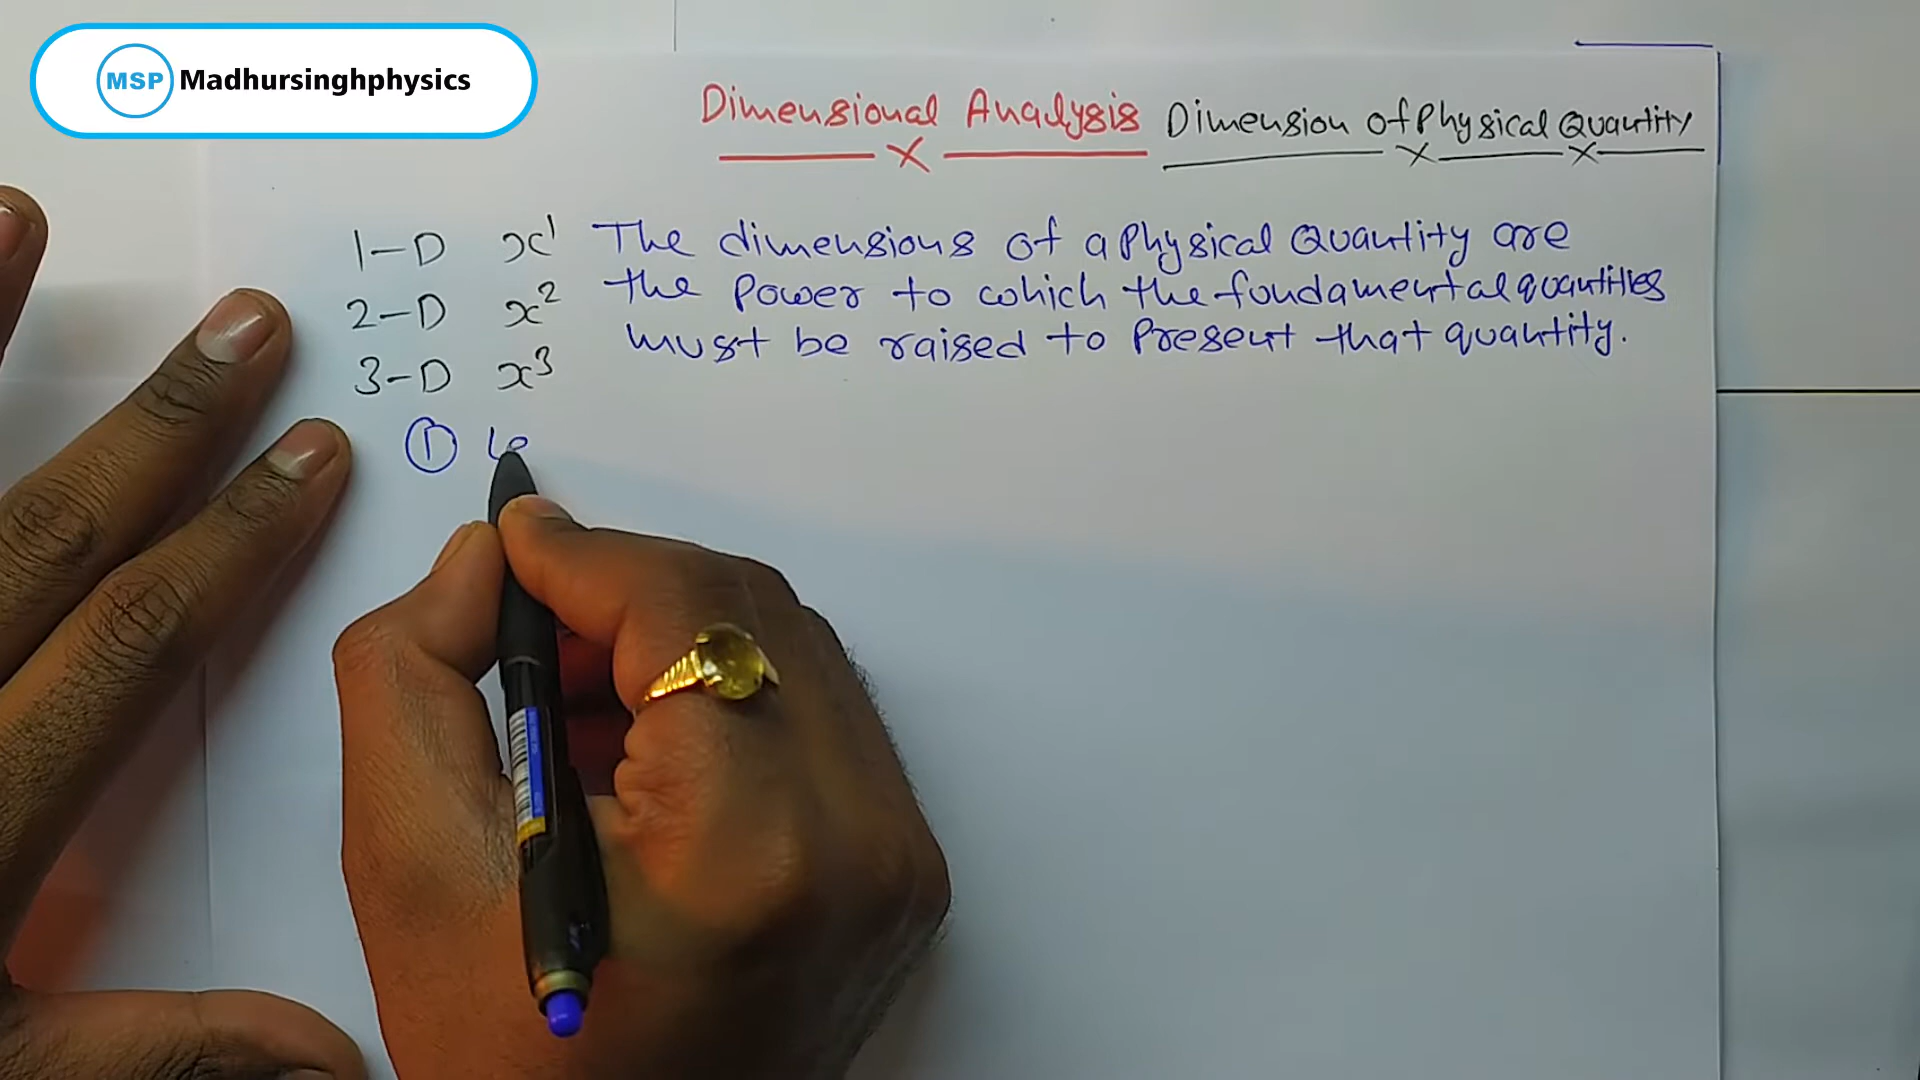 MSP Madhursinghphysics
Dimensional Analysis Dimension of Physical Quantity
1-D x¹ The dimensions of a Physical Quantity are
2-D x² the power to which the fundamental quantities
3-D x³ must be raised to Present that quantity.
① Le